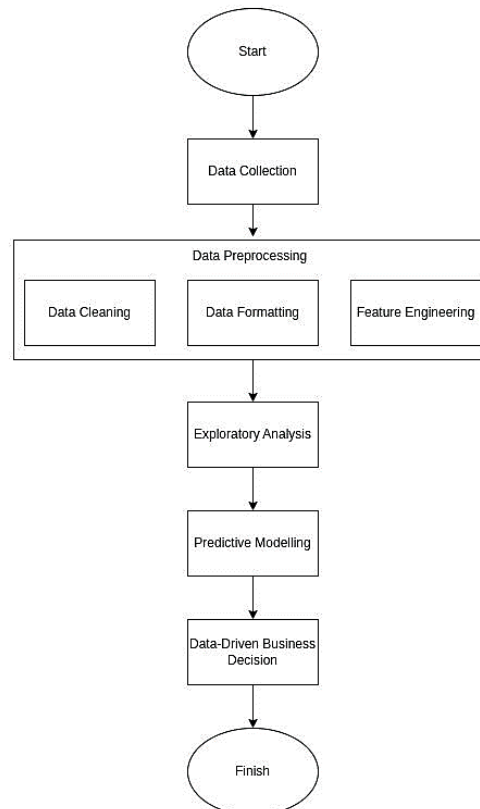 Start
Data Collection
Data Preprocessing
Data Cleaning
Data Formatting
Feature Engineering
Exploratory Analysis
Predictive Modelling
Data-Driven Business
Decision
Finish